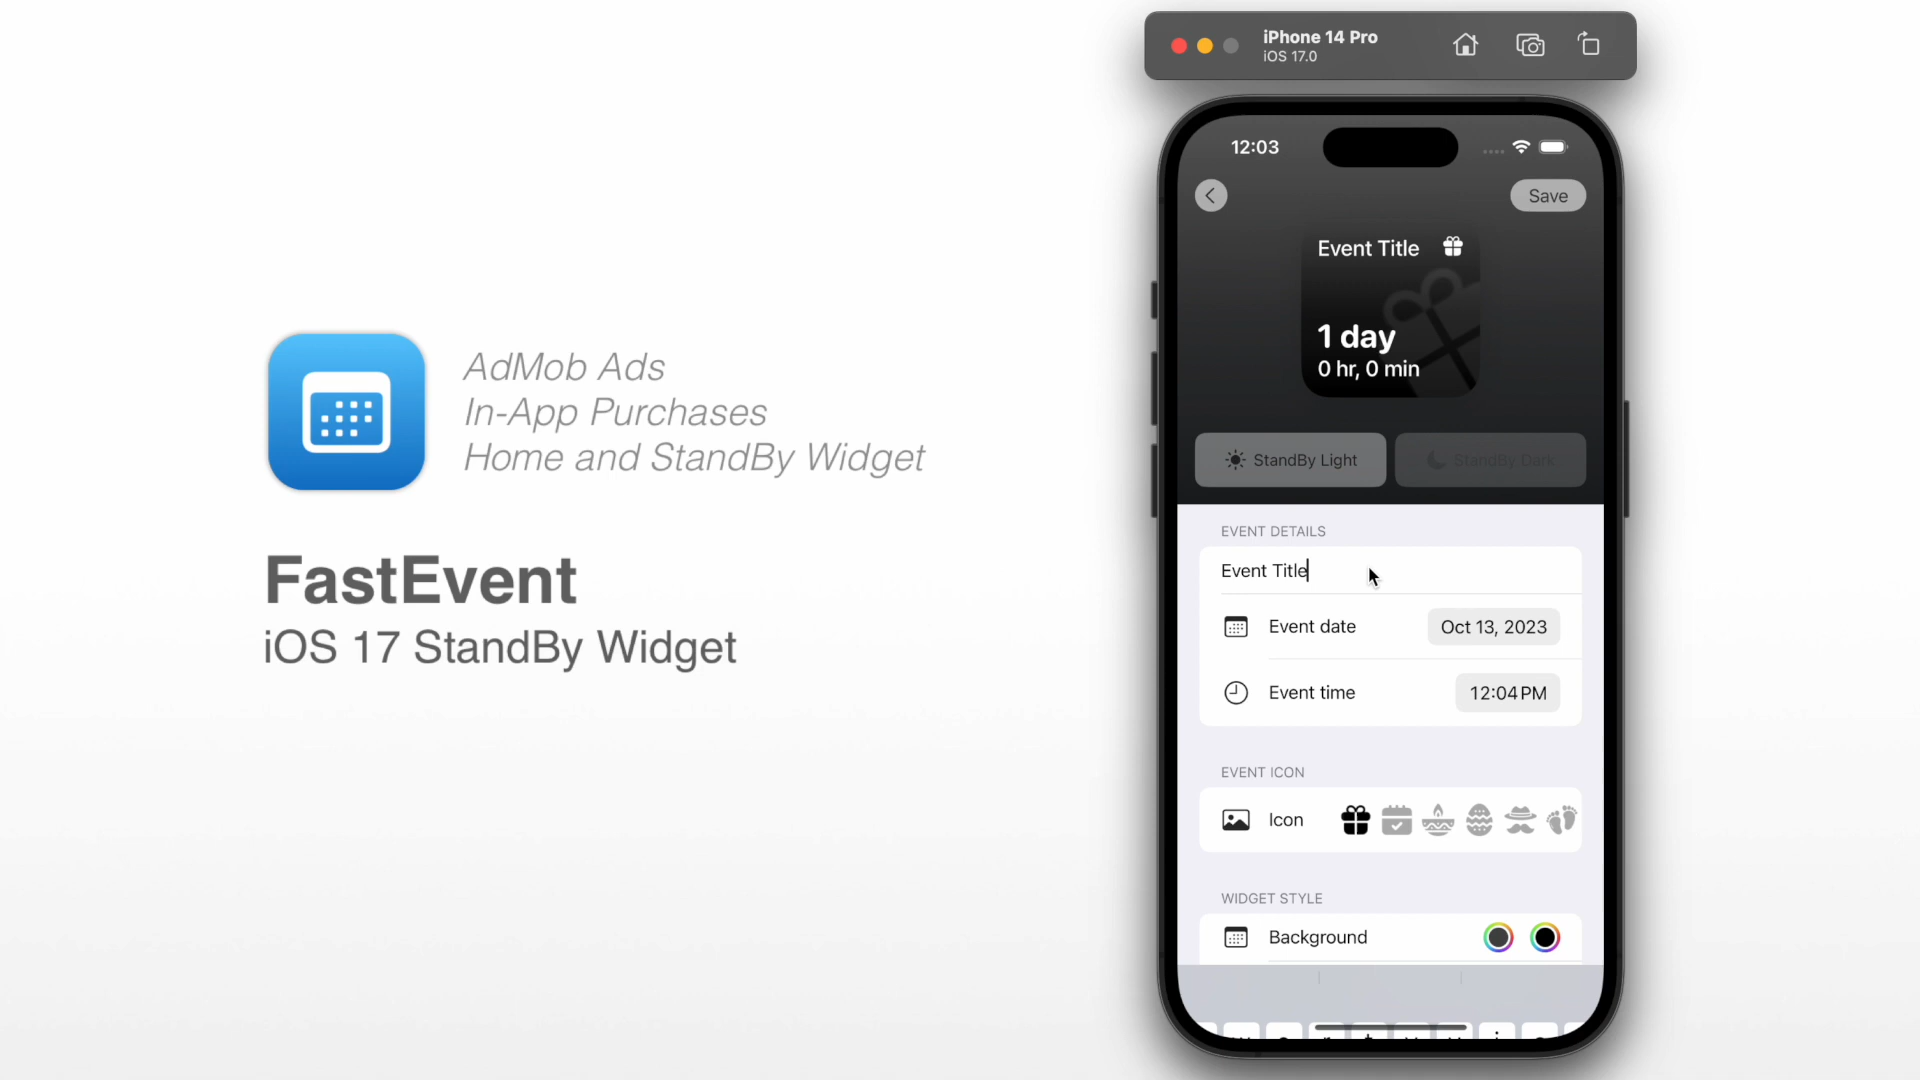 AdMob Ads
In-App Purchases
Home and StandBy Widget
FastEvent
iOS 17 StandBy Widget
iPhone 14 Pro
iOS 17.0
12:03
Save
Event Title
1 day
0 hr, 0 min
StandBy Light
StandBy Dark
EVENT DETAILS
Event Title
Event date
Oct 13, 2023
Event time
12:04 PM
EVENT ICON
Icon
WIDGET STYLE
Background